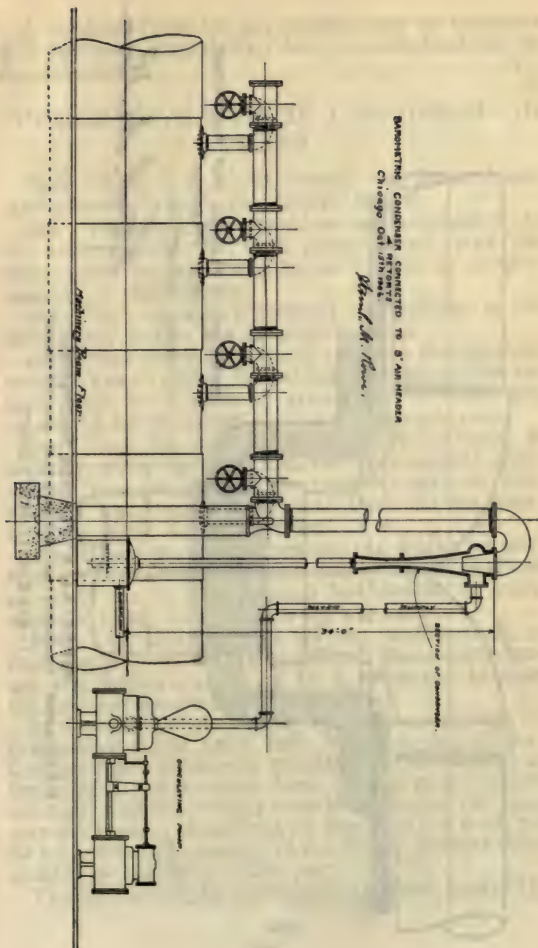 BAROMETRIC CONDENSER CONNECTED TO 8" AIR HEADER
4 RETORTS
Chicago Oct 15th 1906
Machinery Room Floor.
34'-0"
SECTION OF CONDENSER.
CIRCULATING PUMP.